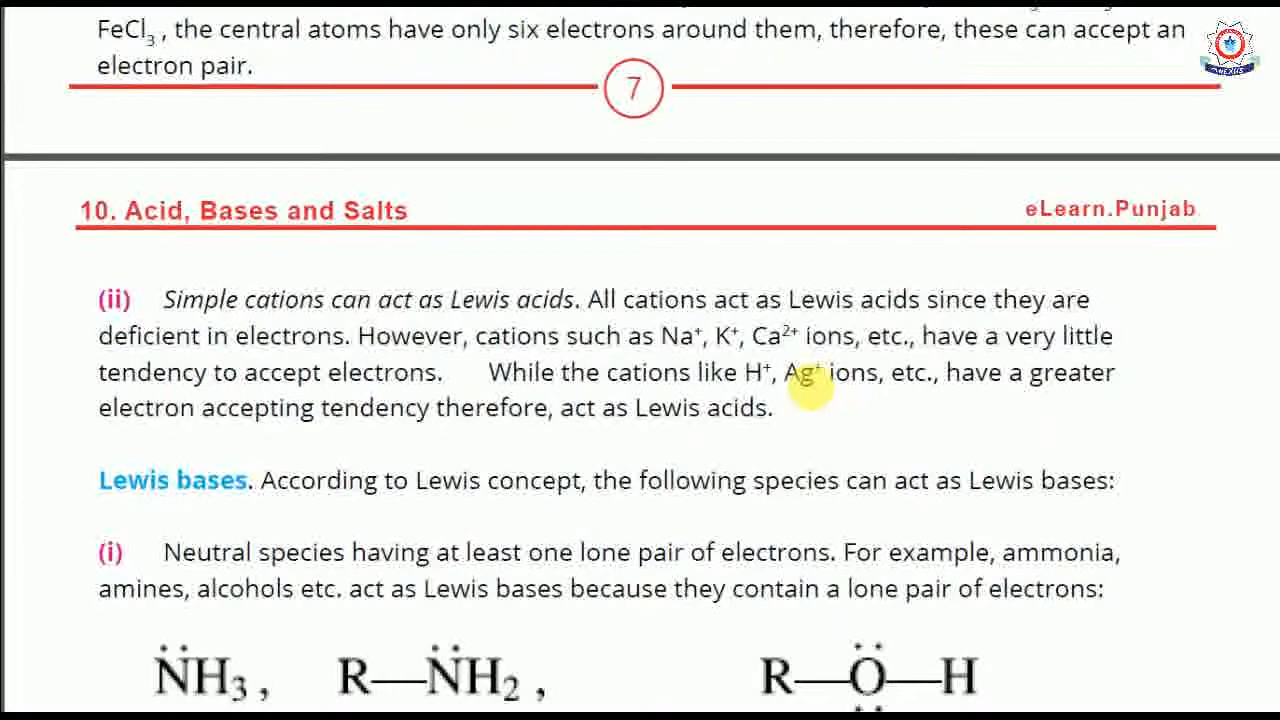 FeCl₃ , the central atoms have only six electrons around them, therefore, these can accept an
electron pair.
7
NEXUS
10. Acid, Bases and Salts
eLearn.Punjab
(ii) Simple cations can act as Lewis acids. All cations act as Lewis acids since they are
deficient in electrons. However, cations such as Na⁺, K⁺, Ca²⁺ ions, etc., have a very little
tendency to accept electrons. While the cations like H⁺, Ag⁺ ions, etc., have a greater
electron accepting tendency therefore, act as Lewis acids.
Lewis bases. According to Lewis concept, the following species can act as Lewis bases:
(i) Neutral species having at least one lone pair of electrons. For example, ammonia,
amines, alcohols etc. act as Lewis bases because they contain a lone pair of electrons:
N̈H₃ , R—N̈H₂ , R—Ö—H